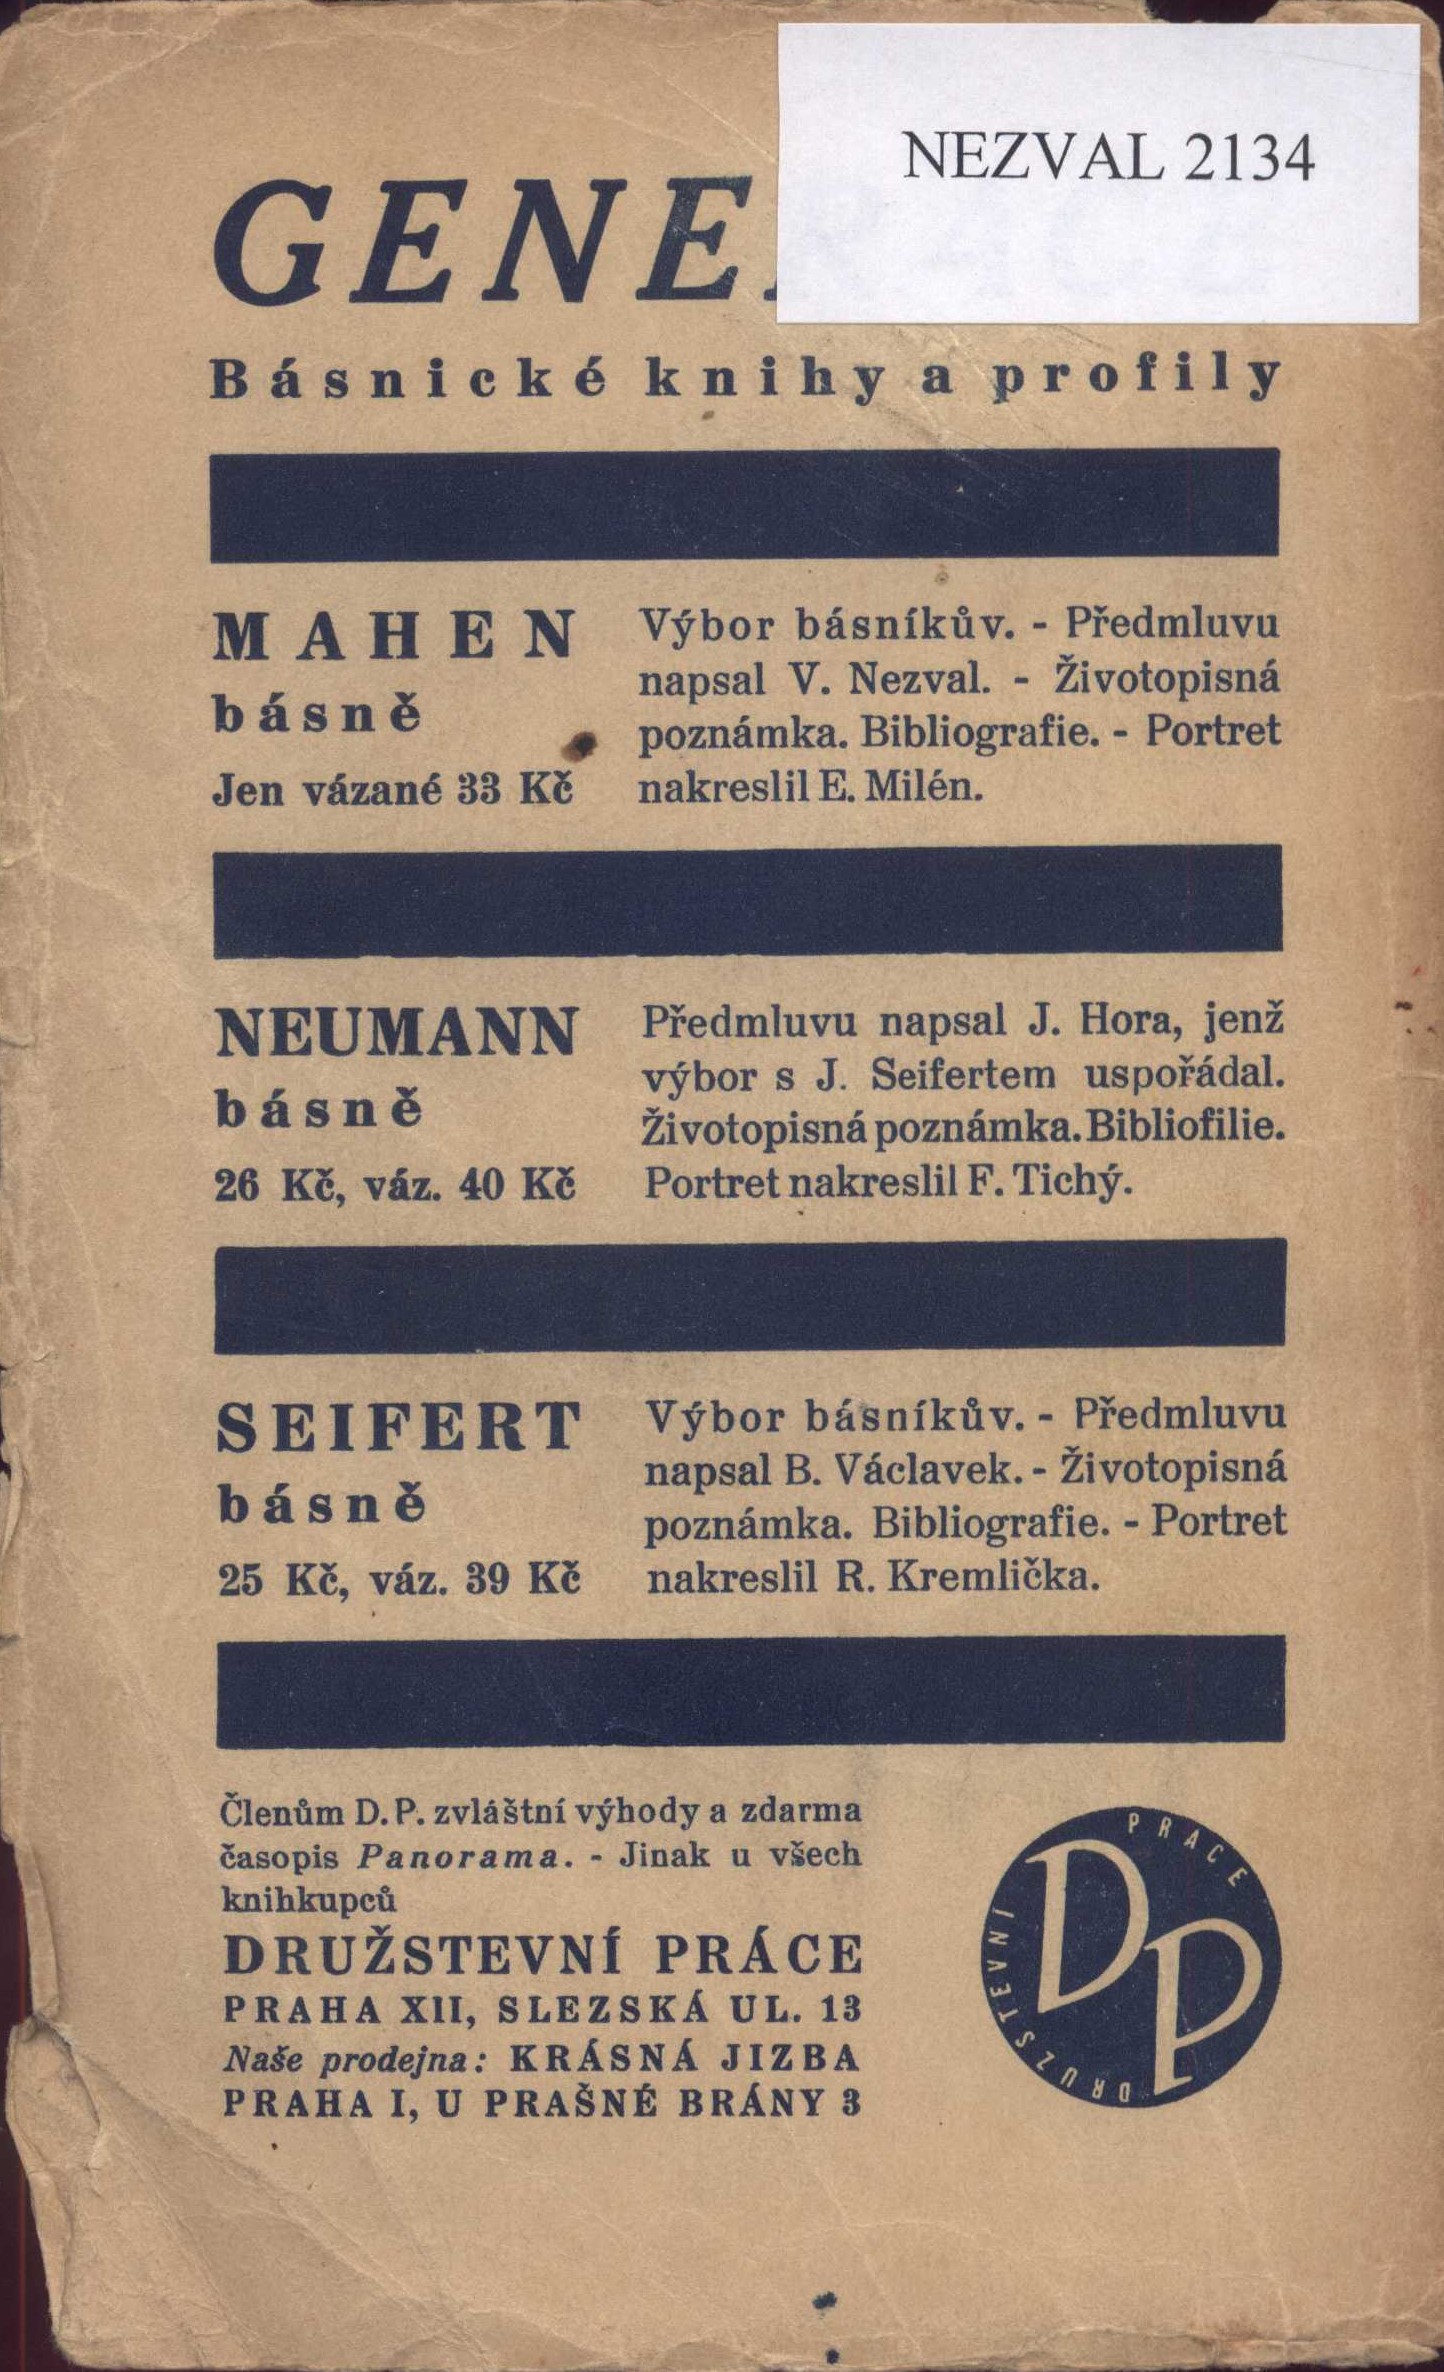 NEZVAL 2134
GENE
Básnické knihy a profily
MAHEN
básně
Jen vázané 33 Kč
Výbor básníkův. - Předmluvu
napsal V. Nezval. - Životopisná
poznámka. Bibliografie. - Portret
nakreslil E. Milén.
NEUMANN
básně
26 Kč, váz. 40 Kč
Předmluvu napsal J. Hora, jenž
výbor s J. Seifertem uspořádal.
Životopisná poznámka. Bibliofilie.
Portret nakreslil F. Tichý.
SEIFERT
básně
25 Kč, váz. 39 Kč
Výbor básníkův. - Předmluvu
napsal B. Václavek. - Životopisná
poznámka. Bibliografie. - Portret
nakreslil R. Kremlička.
Členům D. P. zvláštní výhody a zdarma
časopis Panorama. - Jinak u všech
knihkupců
DRUŽSTEVNÍ PRÁCE
PRAHA XII, SLEZSKÁ UL. 13
Naše prodejna: KRÁSNÁ JIZBA
PRAHA I, U PRAŠNÉ BRÁNY 3
DRUŽSTEVNÍ PRÁCE
DP